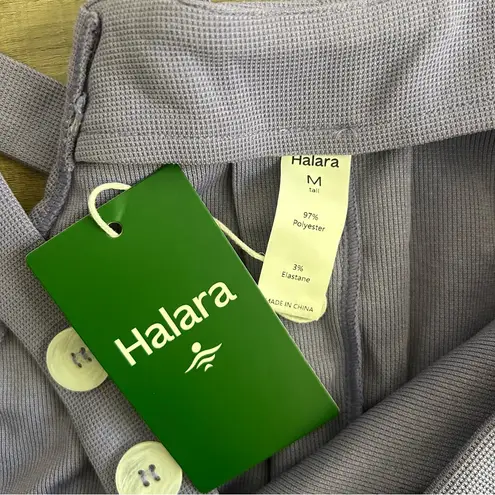 Halara
M
tall
97%
Polyester
3%
Elastane
MADE IN CHINA
Halara